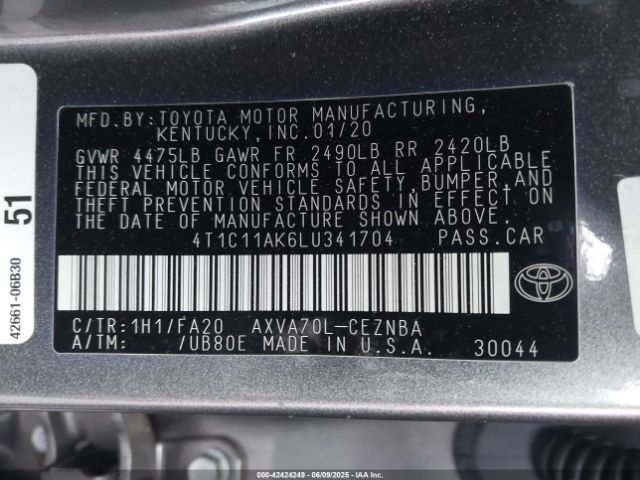 MFD.BY:TOYOTA MOTOR MANUFACTURING,
KENTUCKY,INC.01/20
GVWR 4475LB GAWR FR 2490LB RR 2420LB
THIS VEHICLE CONFORMS TO ALL APPLICABLE
FEDERAL MOTOR VEHICLE SAFETY,BUMPER,AND
THEFT PREVENTION STANDARDS IN EFFECT ON
THE DATE OF MANUFACTURE SHOWN ABOVE.
4T1C11AK6LU341704 PASS.CAR
C/TR:1H1/FA20 AXVA70L-CEZNBA
A/TM: /UB80E MADE IN U.S.A. 30044
42661-06B30
51
000-42424249 | 06/09/2025 | IAAI.COM